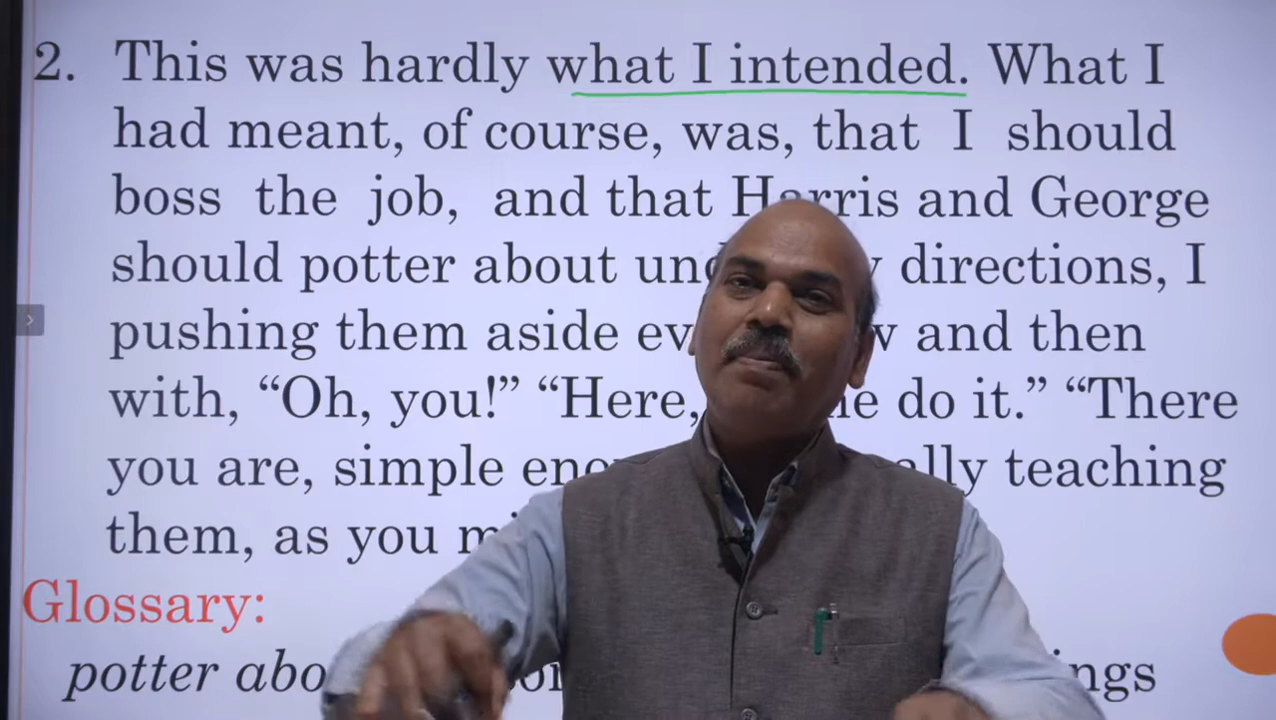 2. This was hardly what I intended. What I
had meant, of course, was, that I should
boss the job, and that Harris and George
should potter about directions, I
pushing them aside and then
with, “Oh, you!” “Here, do it.” “There
you are, simple teaching
them, as you
Glossary:
potter